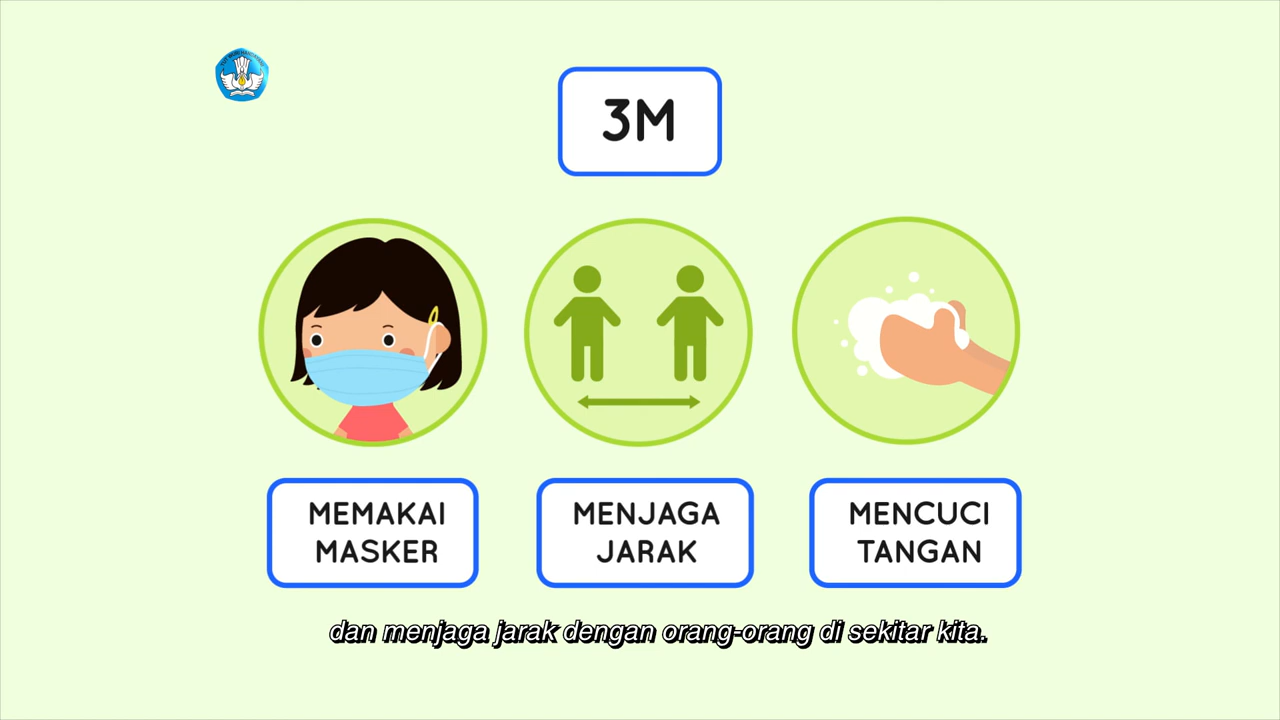 3M
MEMAKAI
MASKER
MENJAGA
JARAK
MENCUCI
TANGAN
dan menjaga jarak dengan orang-orang di sekitar kita.